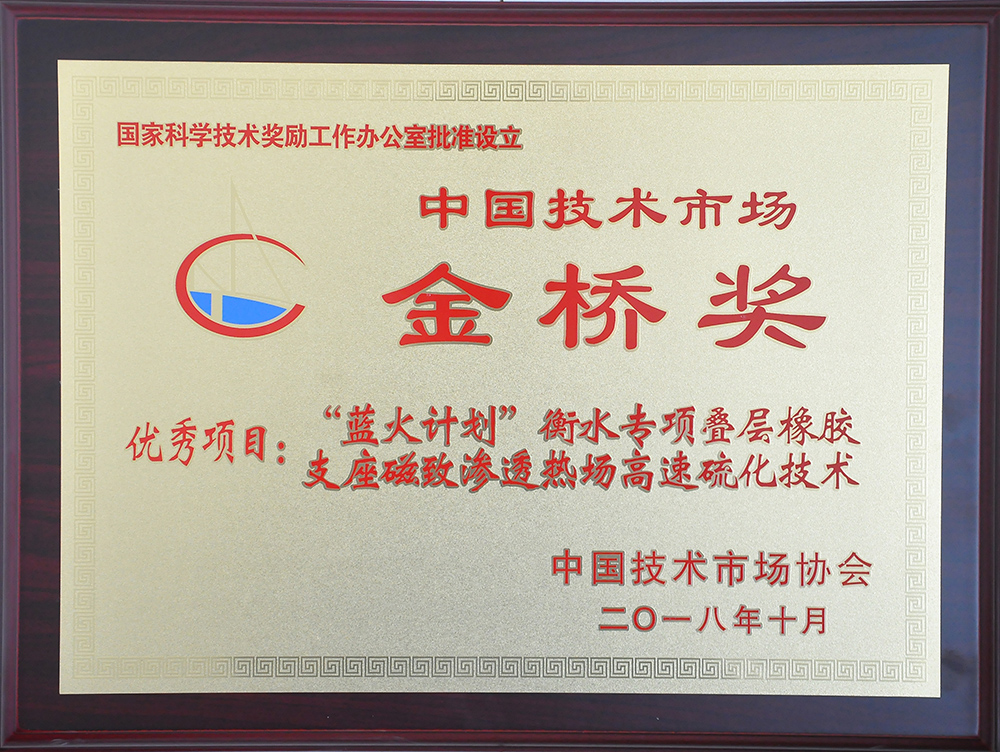 国家科学技术奖励工作办公室批准设立
中国技术市场
金桥奖
优秀项目：“蓝火计划”衡水专项叠层橡胶
支座磁致渗透热场高速硫化技术
中国技术市场协会
二〇一八年十月